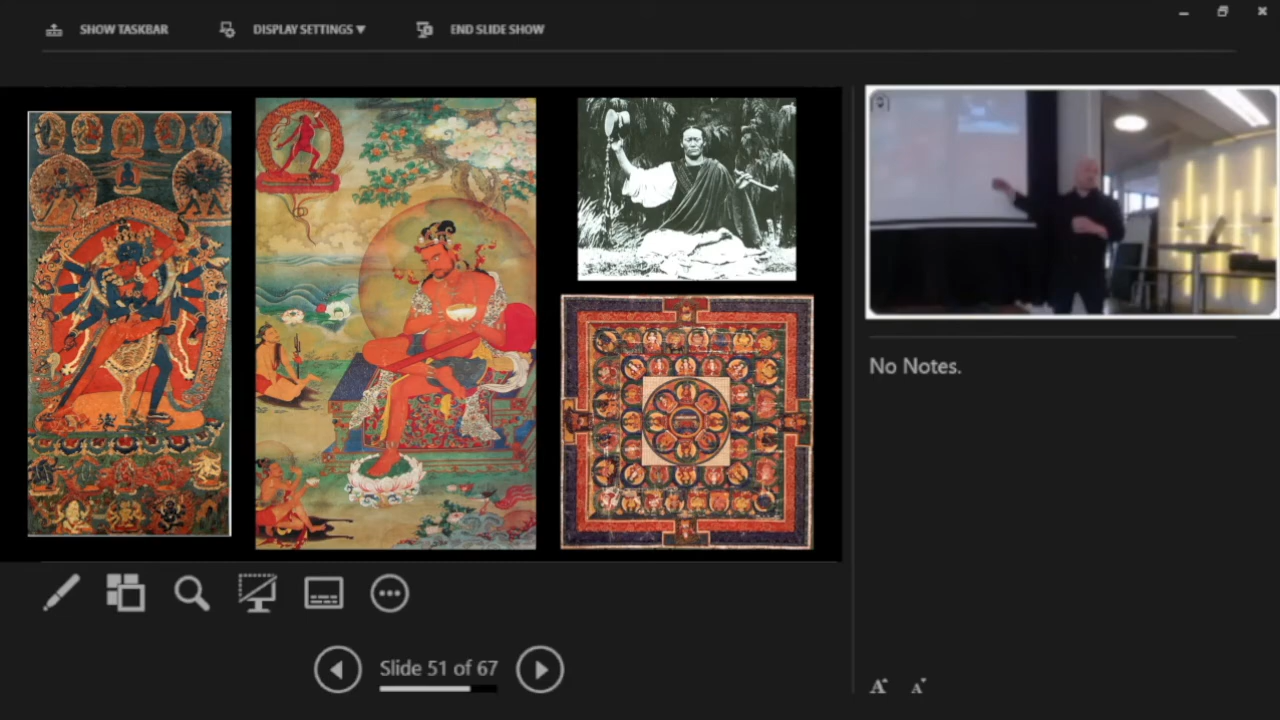 SHOW TASKBAR
DISPLAY SETTINGS ▼
END SLIDE SHOW
No Notes.
Slide 51 of 67
A A